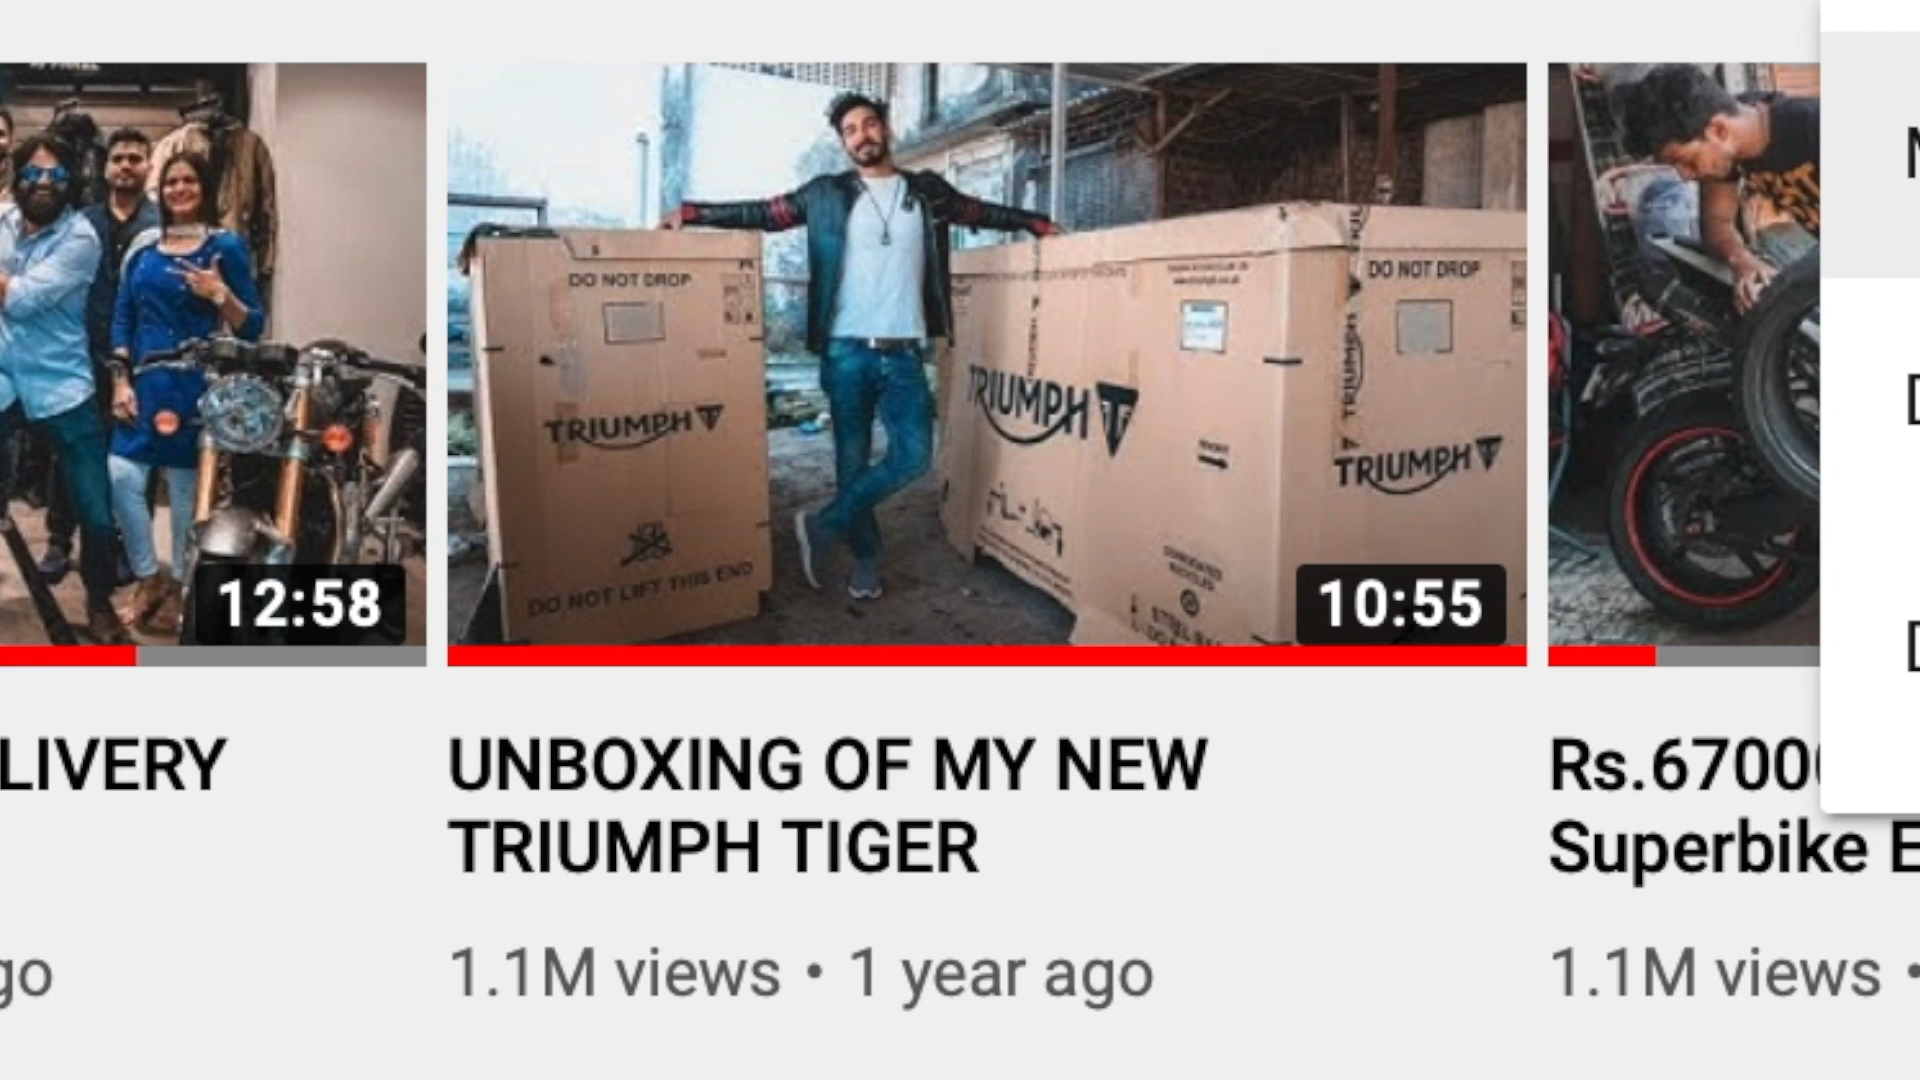 12:58
LIVERY
go
DO NOT DROP
TRIUMPH
DO NOT LIFT THIS END
TRIUMPH
TRIUMPH
DO NOT DROP
TRIUMPH
10:55
UNBOXING OF MY NEW
TRIUMPH TIGER
1.1M views • 1 year ago
Rs.6700
Superbike E
1.1M views •